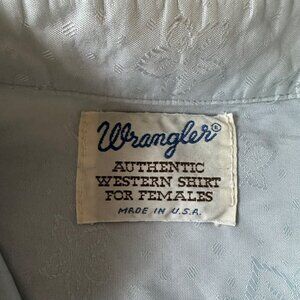 Wrangler®
AUTHENTIC
WESTERN SHIRT
FOR FEMALES
MADE IN U.S.A.